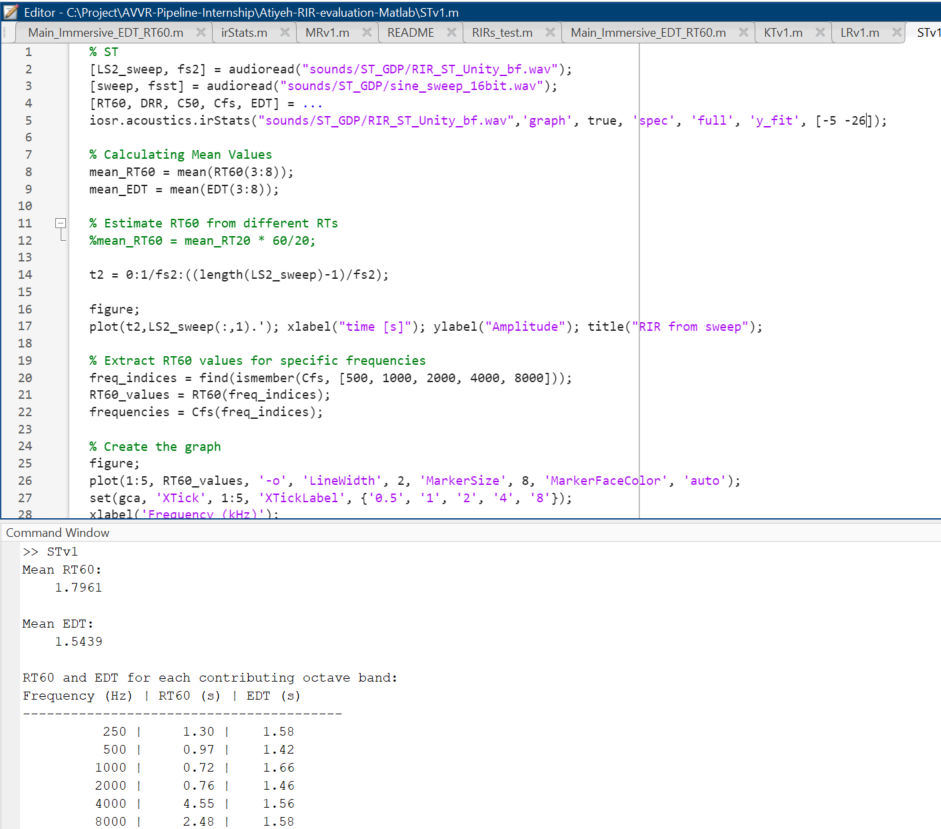 Editor - C:\Project\AVVR-Pipeline-Internship\Atiyeh-RIR-evaluation-Matlab\STv1.m
Main_Immersive_EDT_RT60.m irStats.m MRv1.m README RIRs_test.m Main_Immersive_EDT_RT60.m KTv1.m LRv1.m STv1
1 % ST
2 [LS2_sweep, fs2] = audioread("sounds/ST_GDP/RIR_ST_Unity_bf.wav");
3 [sweep, fsst] = audioread("sounds/ST_GDP/sine_sweep_16bit.wav");
4 [RT60, DRR, C50, Cfs, EDT] = ...
5 iosr.acoustics.irStats("sounds/ST_GDP/RIR_ST_Unity_bf.wav",'graph', true, 'spec', 'full', 'y_fit', [-5 -26]);
6
7 % Calculating Mean Values
8 mean_RT60 = mean(RT60(3:8));
9 mean_EDT = mean(EDT(3:8));
10
11 % Estimate RT60 from different RTs
12 %mean_RT60 = mean_RT20 * 60/20;
13
14 t2 = 0:1/fs2:((length(LS2_sweep)-1)/fs2);
15
16 figure;
17 plot(t2,LS2_sweep(:,1).'); xlabel("time [s]"); ylabel("Amplitude"); title("RIR from sweep");
18
19 % Extract RT60 values for specific frequencies
20 freq_indices = find(ismember(Cfs, [500, 1000, 2000, 4000, 8000]));
21 RT60_values = RT60(freq_indices);
22 frequencies = Cfs(freq_indices);
23
24 % Create the graph
25 figure;
26 plot(1:5, RT60_values, '-o', 'LineWidth', 2, 'MarkerSize', 8, 'MarkerFaceColor', 'auto');
27 set(gca, 'XTick', 1:5, 'XTickLabel', {'0.5', '1', '2', '4', '8'});
28 xlabel('Frequency (kHz)');
Command Window
>> STv1
Mean RT60:
1.7961
Mean EDT:
1.5439
RT60 and EDT for each contributing octave band:
Frequency (Hz) | RT60 (s) | EDT (s)
----------------------------------------
250 | 1.30 | 1.58
500 | 0.97 | 1.42
1000 | 0.72 | 1.66
2000 | 0.76 | 1.46
4000 | 4.55 | 1.56
8000 | 2.48 | 1.58